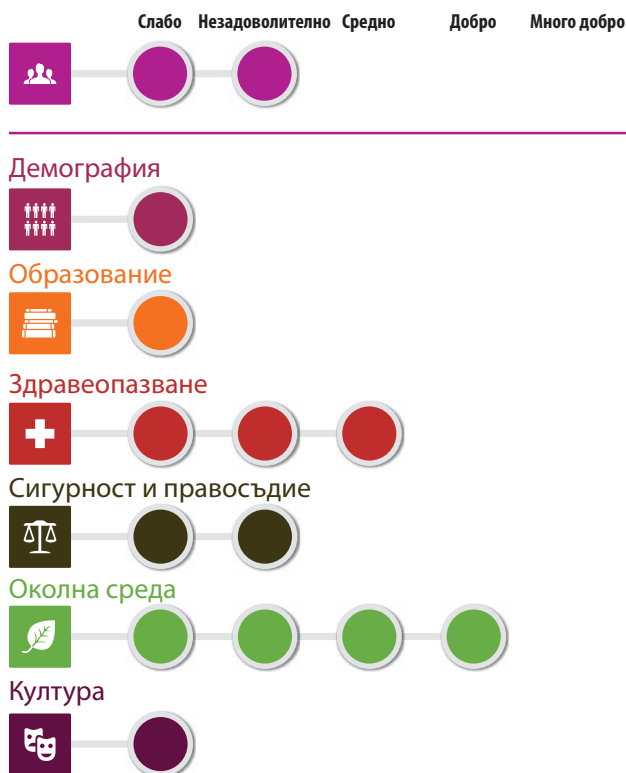 Слабо Незадоволително Средно Добро Много добро
Демография
Образование
Здравеопазване
Сигурност и правосъдие
Околна среда
Култура